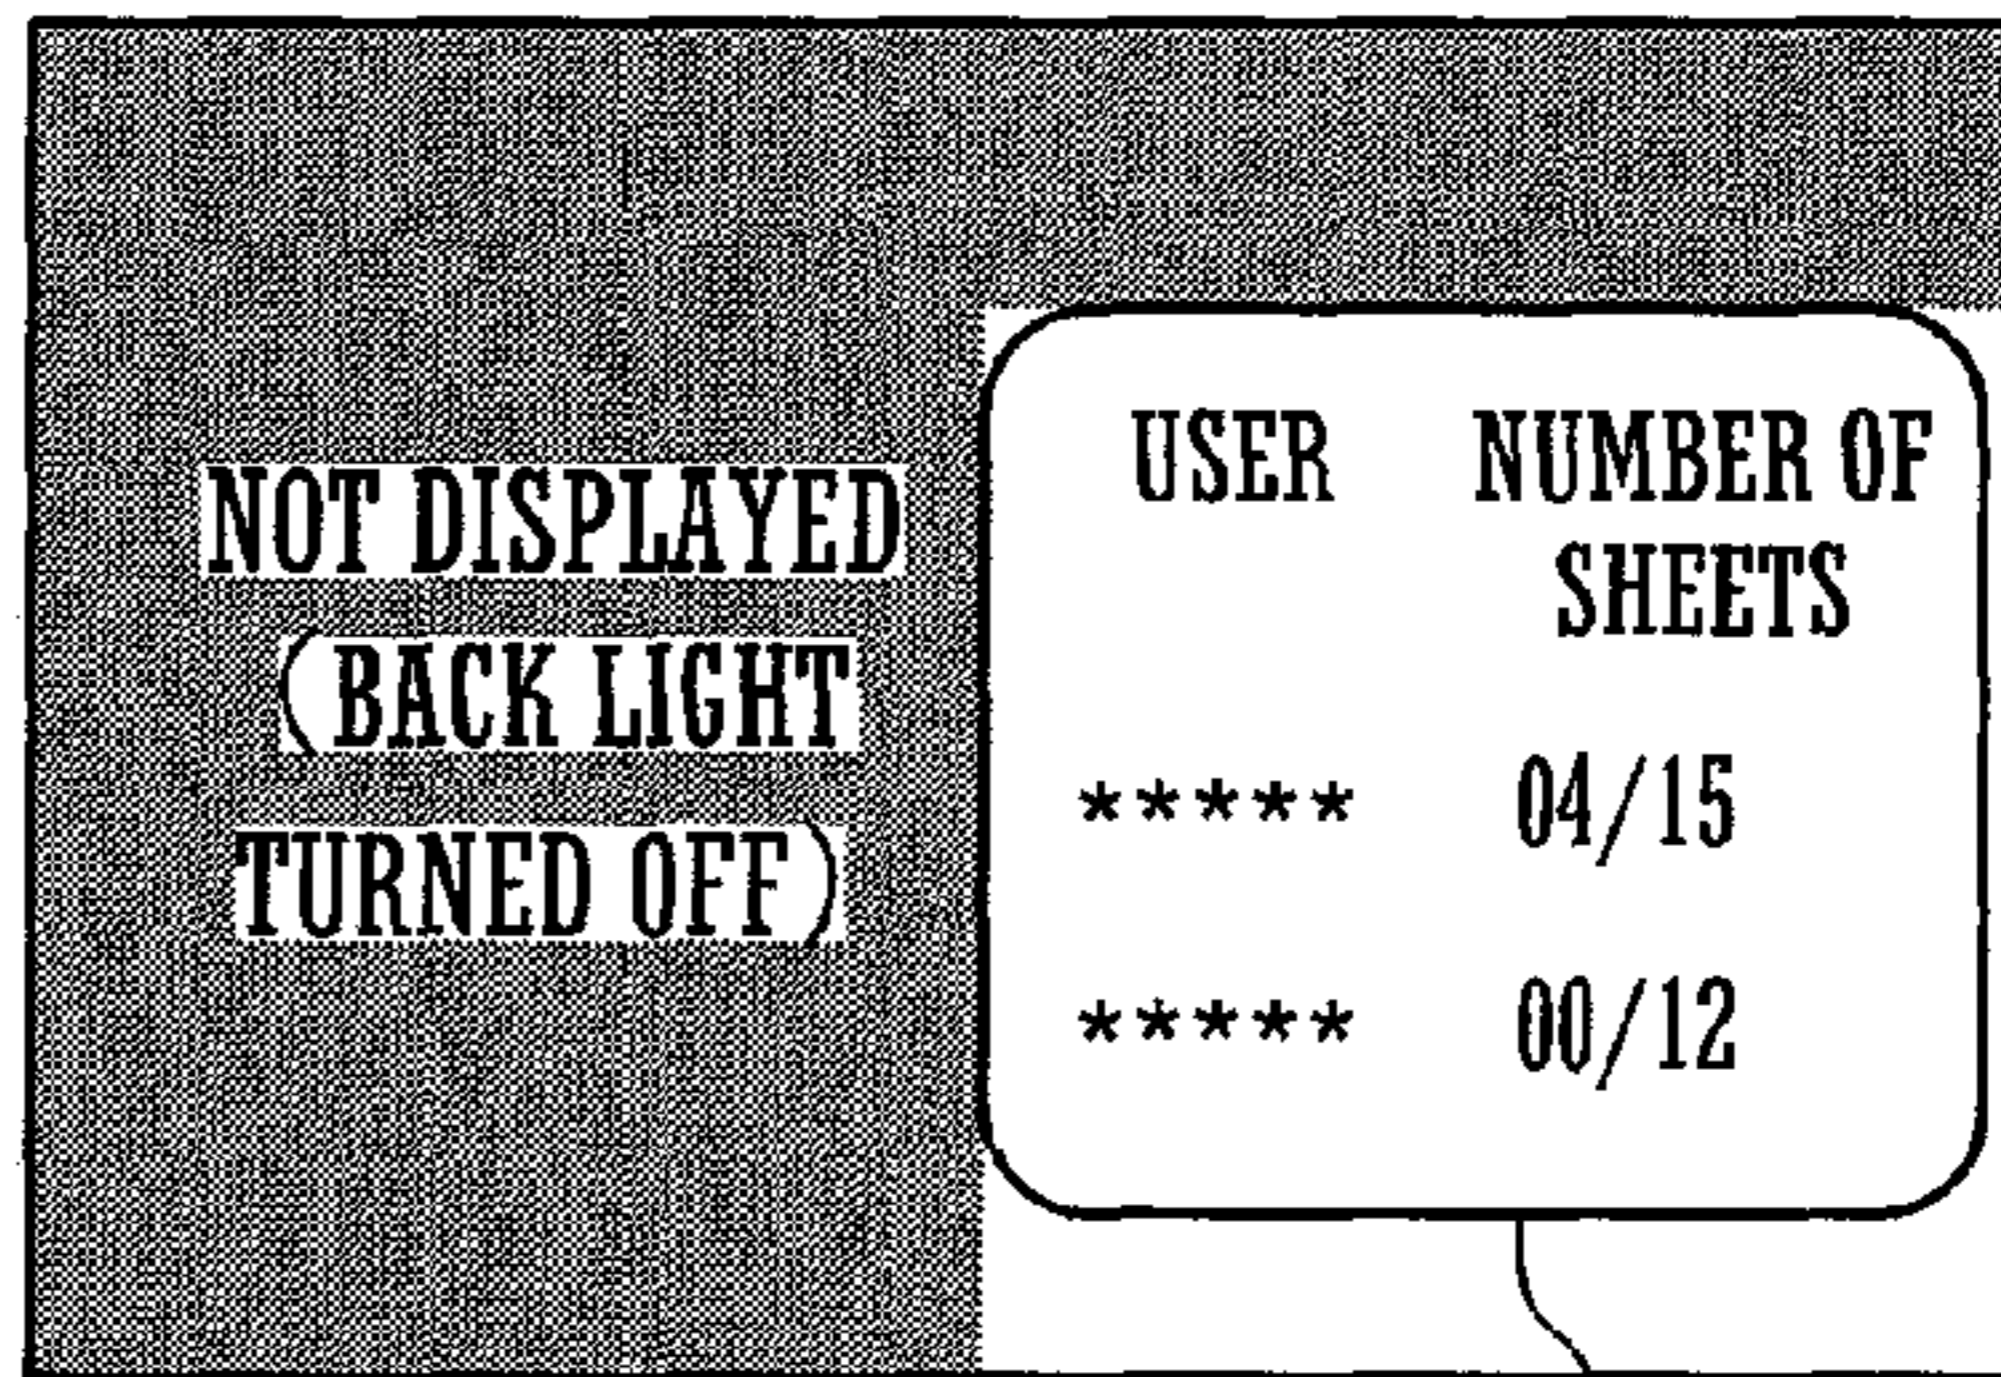 NOT DISPLAYED
(BACK LIGHT
TURNED OFF)
USER NUMBER OF
SHEETS
***** 04/15
***** 00/12